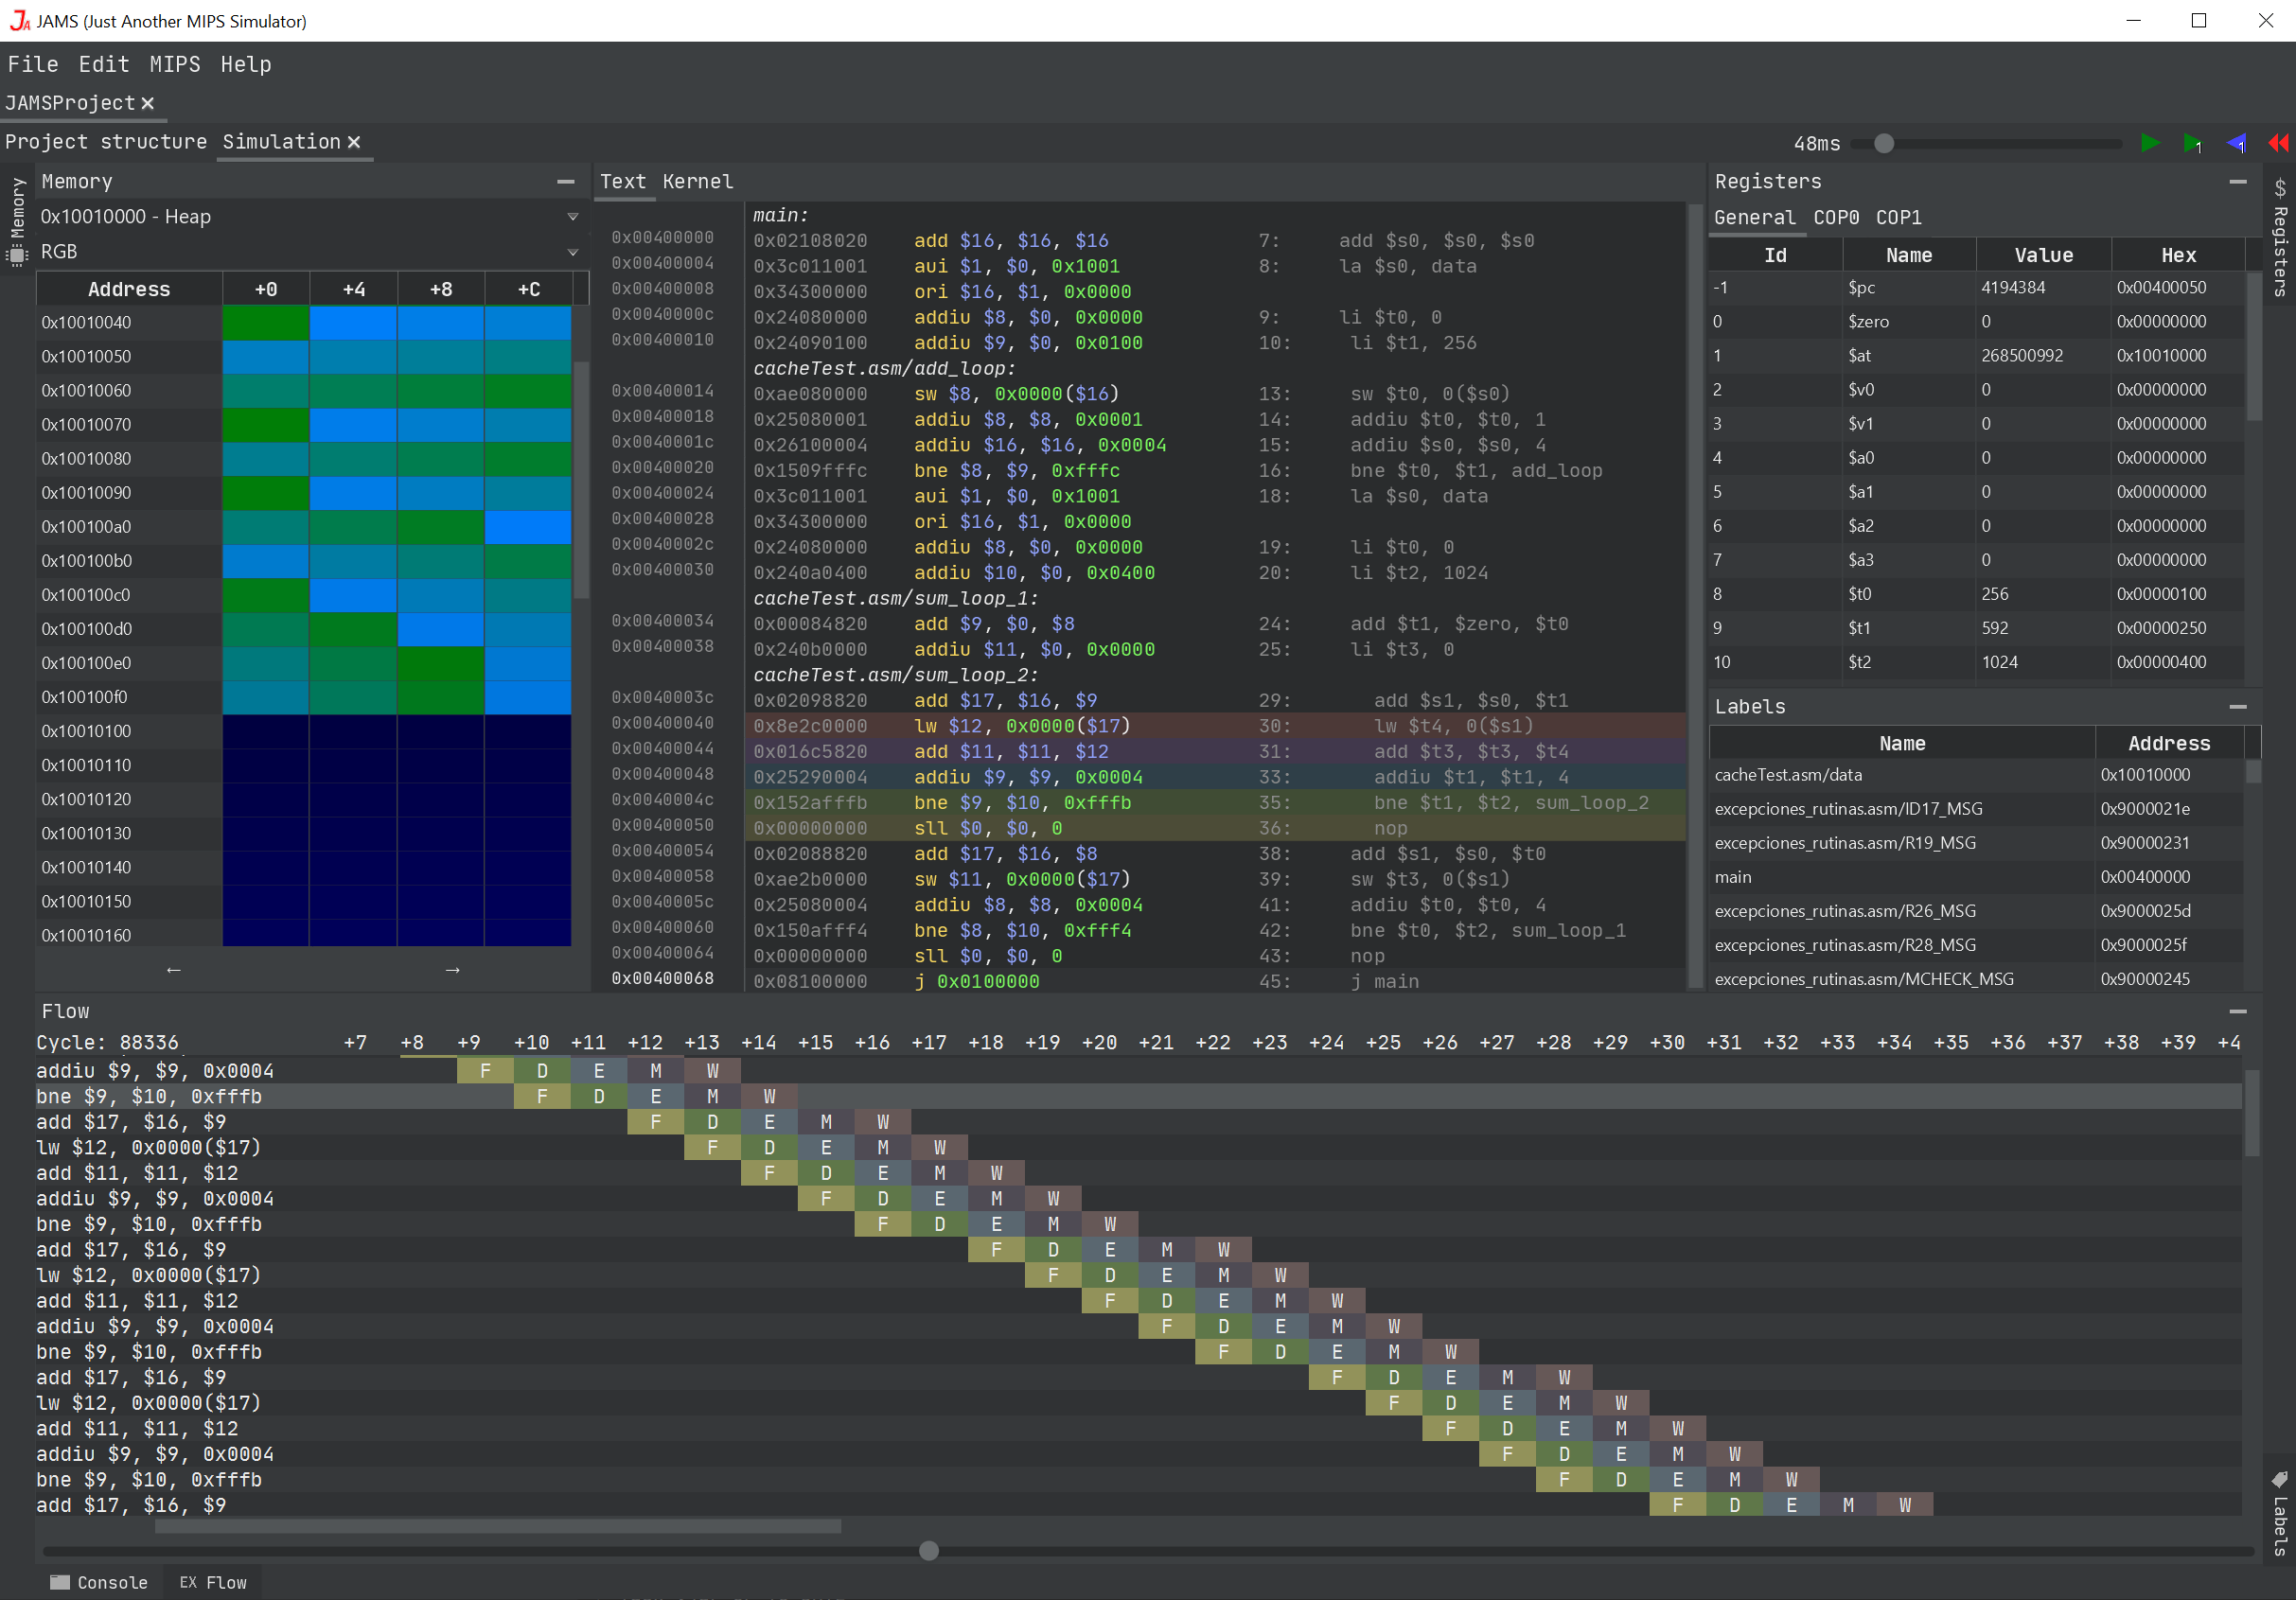 JAMS (Just Another MIPS Simulator)
File Edit MIPS Help
JAMSProject
Project structure Simulation
48ms
Memory
Memory
0x10010000 - Heap
RGB
Address +0 +4 +8 +C
0x10010040
0x10010050
0x10010060
0x10010070
0x10010080
0x10010090
0x100100a0
0x100100b0
0x100100c0
0x100100d0
0x100100e0
0x100100f0
0x10010100
0x10010110
0x10010120
0x10010130
0x10010140
0x10010150
0x10010160
← →
Text Kernel
main:
0x00400000 0x02108020 add $16, $16, $16 7: add $s0, $s0, $s0
0x00400004 0x3c011001 aui $1, $0, 0x1001 8: la $s0, data
0x00400008 0x34300000 ori $16, $1, 0x0000
0x0040000c 0x24080000 addiu $8, $0, 0x0000 9: li $t0, 0
0x00400010 0x24090100 addiu $9, $0, 0x0100 10: li $t1, 256
cacheTest.asm/add_loop:
0x00400014 0xae080000 sw $8, 0x0000($16) 13: sw $t0, 0($s0)
0x00400018 0x25080001 addiu $8, $8, 0x0001 14: addiu $t0, $t0, 1
0x0040001c 0x26100004 addiu $16, $16, 0x0004 15: addiu $s0, $s0, 4
0x00400020 0x1509fffc bne $8, $9, 0xfffc 16: bne $t0, $t1, add_loop
0x00400024 0x3c011001 aui $1, $0, 0x1001 18: la $s0, data
0x00400028 0x34300000 ori $16, $1, 0x0000
0x0040002c 0x24080000 addiu $8, $0, 0x0000 19: li $t0, 0
0x00400030 0x240a0400 addiu $10, $0, 0x0400 20: li $t2, 1024
cacheTest.asm/sum_loop_1:
0x00400034 0x00084820 add $9, $0, $8 24: add $t1, $zero, $t0
0x00400038 0x240b0000 addiu $11, $0, 0x0000 25: li $t3, 0
cacheTest.asm/sum_loop_2:
0x0040003c 0x02098820 add $17, $16, $9 29: add $s1, $s0, $t1
0x00400040 0x8e2c0000 lw $12, 0x0000($17) 30: lw $t4, 0($s1)
0x00400044 0x016c5820 add $11, $11, $12 31: add $t3, $t3, $t4
0x00400048 0x25290004 addiu $9, $9, 0x0004 33: addiu $t1, $t1, 4
0x0040004c 0x152afffb bne $9, $10, 0xfffb 35: bne $t1, $t2, sum_loop_2
0x00400050 0x00000000 sll $0, $0, 0 36: nop
0x00400054 0x02088820 add $17, $16, $8 38: add $s1, $s0, $t0
0x00400058 0xae2b0000 sw $11, 0x0000($17) 39: sw $t3, 0($s1)
0x0040005c 0x25080004 addiu $8, $8, 0x0004 41: addiu $t0, $t0, 4
0x00400060 0x150afff4 bne $8, $10, 0xfff4 42: bne $t0, $t2, sum_loop_1
0x00400064 0x00000000 sll $0, $0, 0 43: nop
0x00400068 0x08100000 j 0x0100000 45: j main
Registers
$ Registers
General COP0 COP1
Id Name Value Hex
-1 $pc 4194384 0x00400050
0 $zero 0 0x00000000
1 $at 268500992 0x10010000
2 $v0 0 0x00000000
3 $v1 0 0x00000000
4 $a0 0 0x00000000
5 $a1 0 0x00000000
6 $a2 0 0x00000000
7 $a3 0 0x00000000
8 $t0 256 0x00000100
9 $t1 592 0x00000250
10 $t2 1024 0x00000400
Labels
Name Address
cacheTest.asm/data 0x10010000
excepciones_rutinas.asm/ID17_MSG 0x9000021e
excepciones_rutinas.asm/R19_MSG 0x90000231
main 0x00400000
excepciones_rutinas.asm/R26_MSG 0x9000025d
excepciones_rutinas.asm/R28_MSG 0x9000025f
excepciones_rutinas.asm/MCHECK_MSG 0x90000245
Flow
Cycle: 88336 +7 +8 +9 +10 +11 +12 +13 +14 +15 +16 +17 +18 +19 +20 +21 +22 +23 +24 +25 +26 +27 +28 +29 +30 +31 +32 +33 +34 +35 +36 +37 +38 +39 +4
addiu $9, $9, 0x0004 F D E M W
bne $9, $10, 0xfffb F D E M W
add $17, $16, $9 F D E M W
lw $12, 0x0000($17) F D E M W
add $11, $11, $12 F D E M W
addiu $9, $9, 0x0004 F D E M W
bne $9, $10, 0xfffb F D E M W
add $17, $16, $9 F D E M W
lw $12, 0x0000($17) F D E M W
add $11, $11, $12 F D E M W
addiu $9, $9, 0x0004 F D E M W
bne $9, $10, 0xfffb F D E M W
add $17, $16, $9 F D E M W
lw $12, 0x0000($17) F D E M W
add $11, $11, $12 F D E M W
addiu $9, $9, 0x0004 F D E M W
bne $9, $10, 0xfffb F D E M W
add $17, $16, $9 F D E M W
Labels
Console EX Flow